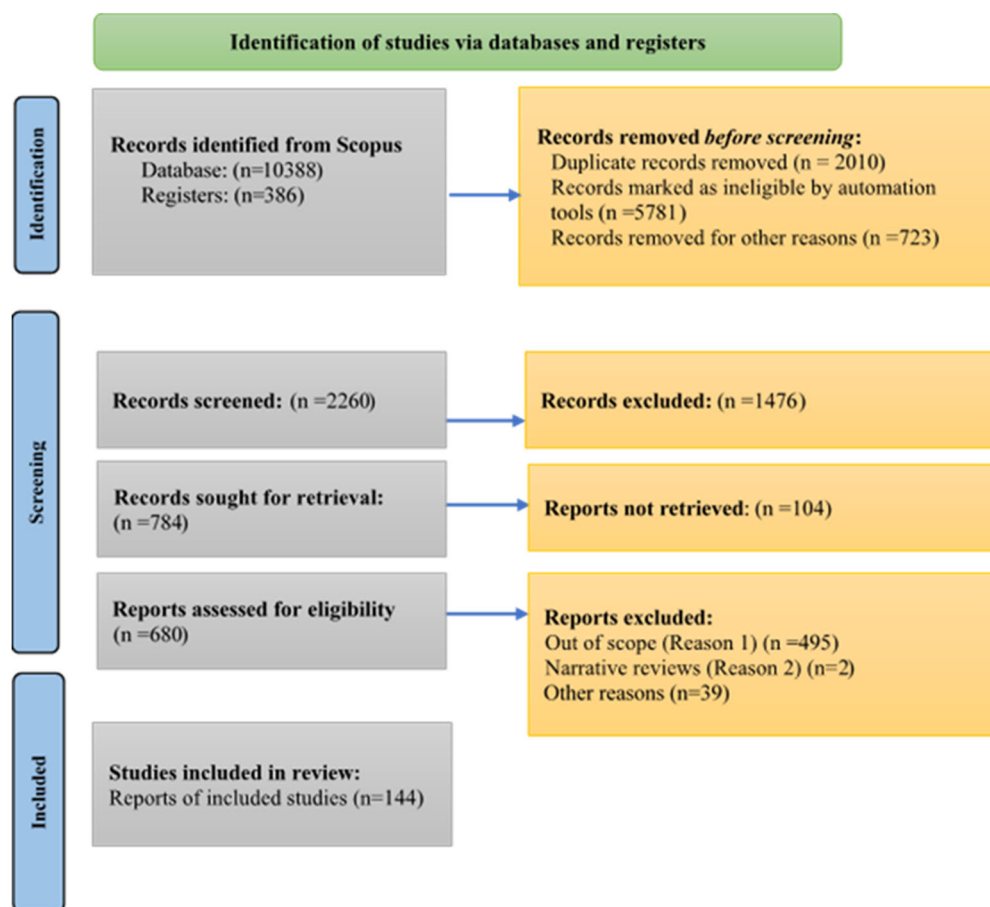 Identification of studies via databases and registers
Identification
Records identified from Scopus
Database: (n=10388)
Registers: (n=386)
Records removed before screening:
Duplicate records removed (n = 2010)
Records marked as ineligible by automation
tools (n =5781)
Records removed for other reasons (n =723)
Screening
Records screened: (n =2260)
Records excluded: (n =1476)
Records sought for retrieval:
(n =784)
Reports not retrieved: (n =104)
Reports assessed for eligibility
(n =680)
Reports excluded:
Out of scope (Reason 1) (n =495)
Narrative reviews (Reason 2) (n=2)
Other reasons (n=39)
Included
Studies included in review:
Reports of included studies (n=144)